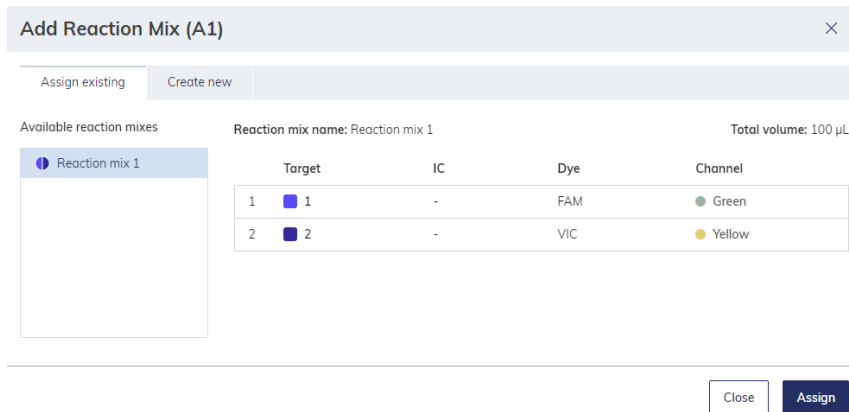 Add Reaction Mix (A1)
Assign existing Create new
Available reaction mixes
Reaction mix 1
Reaction mix name: Reaction mix 1 Total volume: 100 µL
Target IC Dye Channel
1 1 - FAM Green
2 2 - VIC Yellow
Close Assign